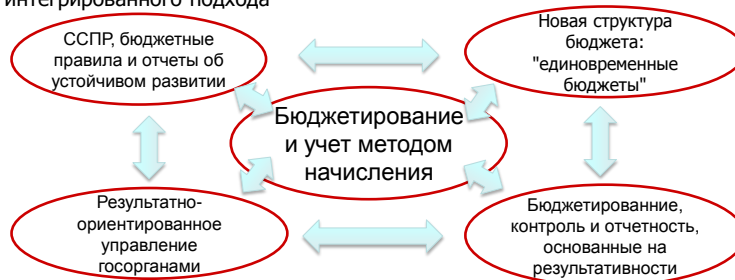 интегрированного подхода
ССПР, бюджетные
правила и отчеты об
устойчивом развитии
Новая структура
бюджета:
"единовременные
бюджеты"
Бюджетирование
и учет методом
начисления
Результатно-
ориентированное
управление
госорганами
Бюджетированние,
контроль и отчетность,
основанные на
результативности